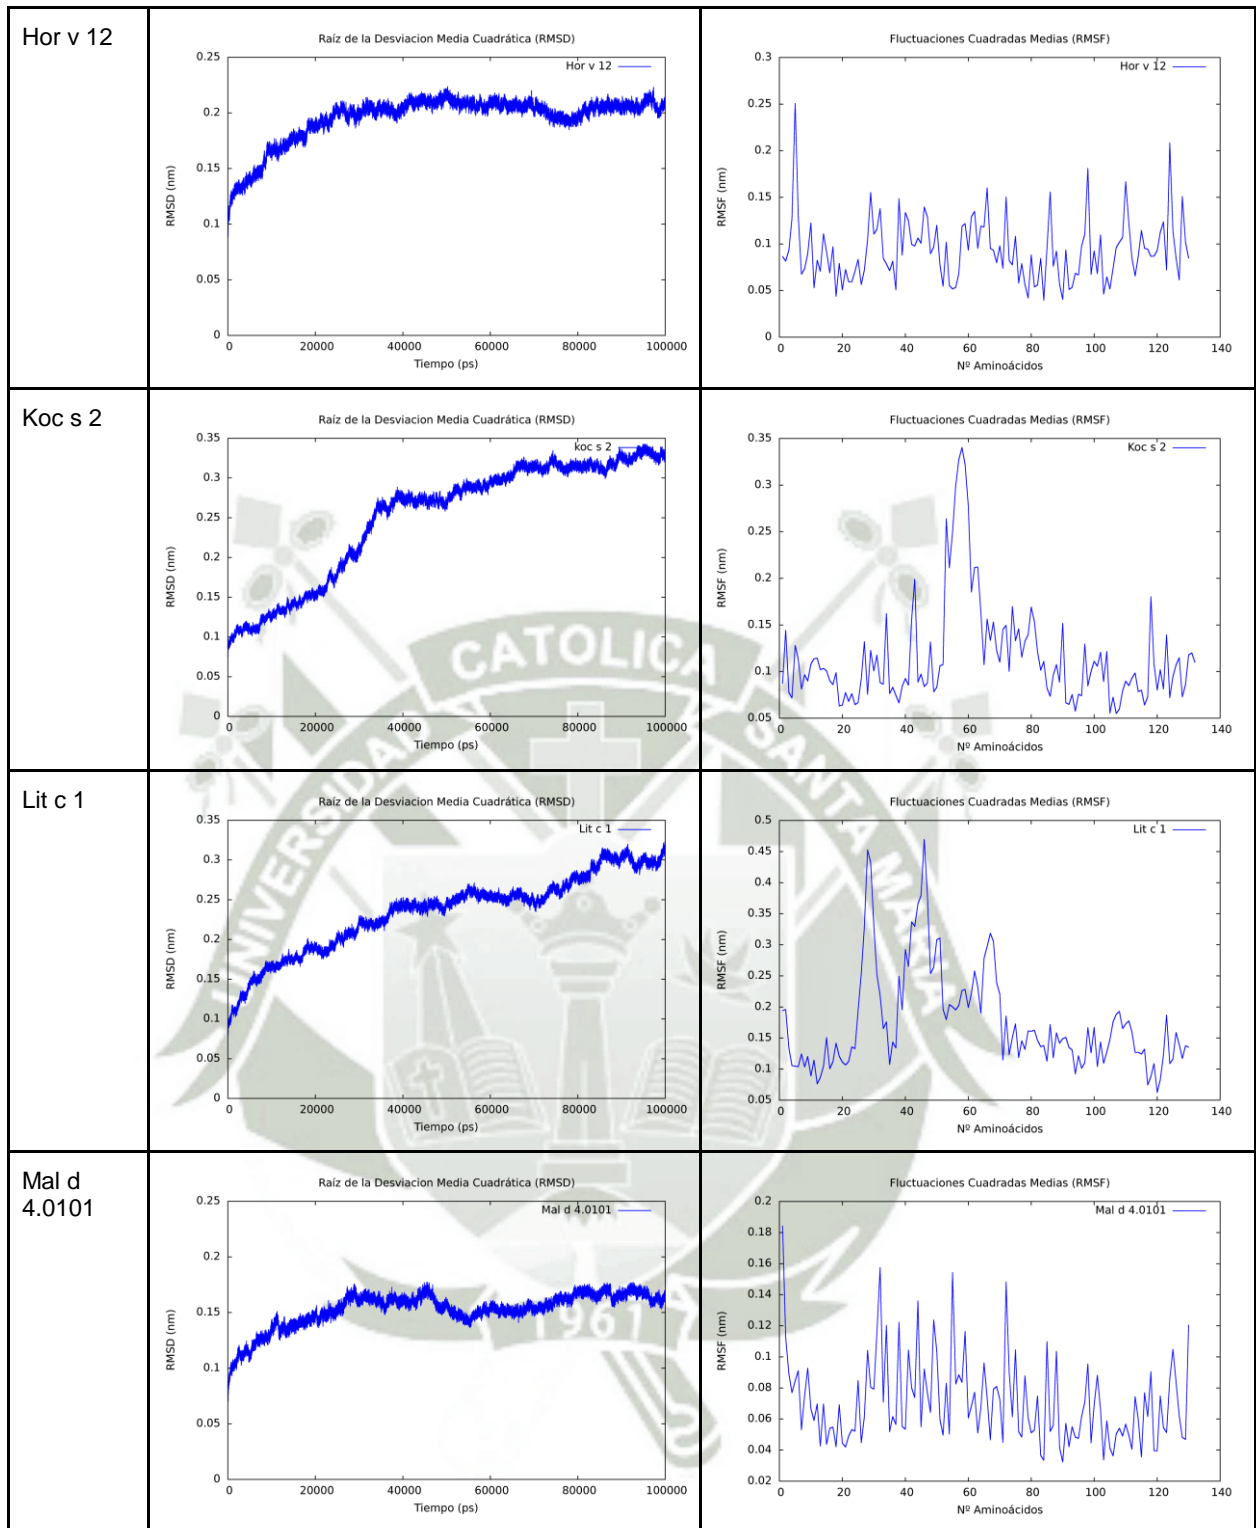 Hor v 12
Raíz de la Desviacion Media Cuadrática (RMSD)
Hor v 12
0.25
0.2
0.15
0.1
0.05
0
RMSD (nm)
0 20000 40000 60000 80000 100000
Tiempo (ps)
Fluctuaciones Cuadradas Medias (RMSF)
Hor v 12
0.3
0.25
0.2
0.15
0.1
0.05
0
RMSF (nm)
0 20 40 60 80 100 120 140
Nº Aminoácidos
Koc s 2
Raíz de la Desviacion Media Cuadrática (RMSD)
koc s 2
0.35
0.3
0.25
0.2
0.15
0.1
0.05
0
RMSD (nm)
0 20000 40000 60000 80000 100000
Tiempo (ps)
Fluctuaciones Cuadradas Medias (RMSF)
Koc s 2
0.35
0.3
0.25
0.2
0.15
0.1
0.05
RMSF (nm)
0 20 40 60 80 100 120 140
Nº Aminoácidos
Lit c 1
Raíz de la Desviacion Media Cuadrática (RMSD)
Lit c 1
0.35
0.3
0.25
0.2
0.15
0.1
0.05
0
RMSD (nm)
0 20000 40000 60000 80000 100000
Tiempo (ps)
Fluctuaciones Cuadradas Medias (RMSF)
Lit c 1
0.5
0.45
0.4
0.35
0.3
0.25
0.2
0.15
0.1
0.05
RMSF (nm)
0 20 40 60 80 100 120 140
Nº Aminoácidos
Mal d
4.0101
Raíz de la Desviacion Media Cuadrática (RMSD)
Mal d 4.0101
0.25
0.2
0.15
0.1
0.05
0
RMSD (nm)
0 20000 40000 60000 80000 100000
Tiempo (ps)
Fluctuaciones Cuadradas Medias (RMSF)
Mal d 4.0101
0.2
0.18
0.16
0.14
0.12
0.1
0.08
0.06
0.04
0.02
RMSF (nm)
0 20 40 60 80 100 120 140
Nº Aminoácidos
UNIVERSIDAD CATOLICA SANTA MARIA
1961